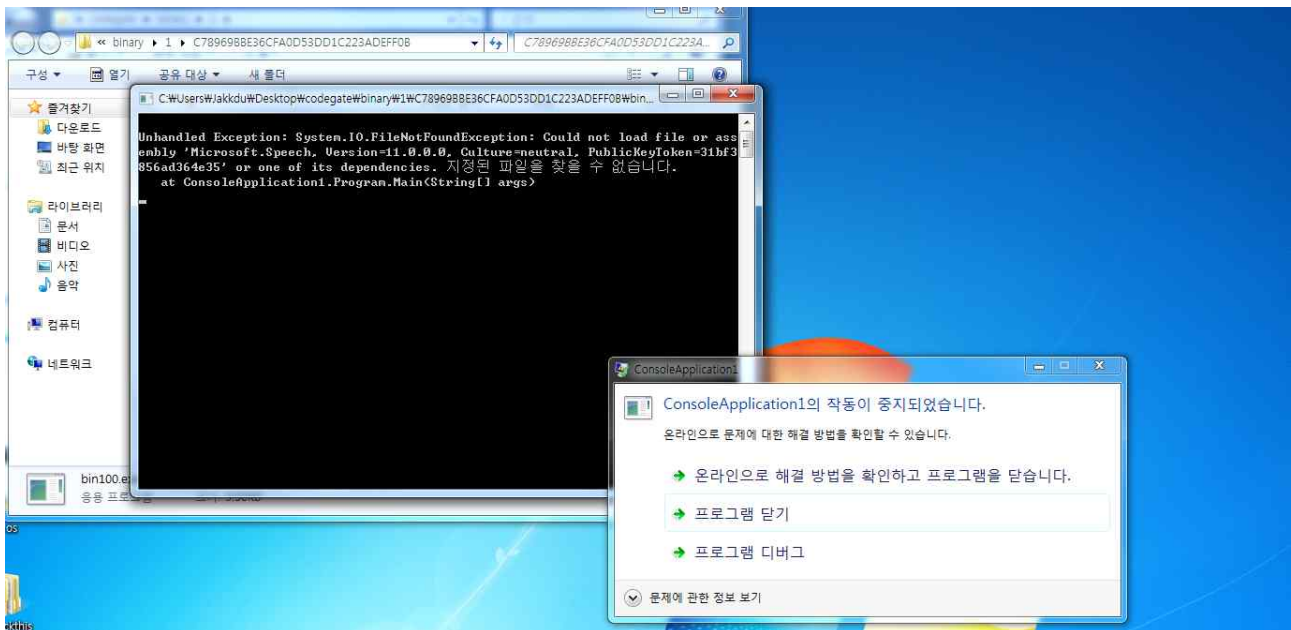 « binary ▸ 1 ▸ C789698BE36CFA0D53DD1C223ADEFF0B
C789698BE36CFA0D53DD1C223A...
구성 ▼ 열기 공유 대상 ▼ 새 폴더
즐겨찾기
다운로드
바탕 화면
최근 위치
라이브러리
문서
비디오
사진
음악
컴퓨터
네트워크
bin100.e
응용 프로그램
C:₩Users₩Jakkdu₩Desktop₩codegate₩binary₩1₩C789698BE36CFA0D53DD1C223ADEFF0B₩bin...
Unhandled Exception: System.IO.FileNotFoundException: Could not load file or ass
embly 'Microsoft.Speech, Version=11.0.0.0, Culture=neutral, PublicKeyToken=31bf3
856ad364e35' or one of its dependencies. 지정된 파일을 찾을 수 없습니다.
at ConsoleApplication1.Program.Main(String[] args)
ConsoleApplication1
ConsoleApplication1의 작동이 중지되었습니다.
온라인으로 문제에 대한 해결 방법을 확인할 수 있습니다.
온라인으로 해결 방법을 확인하고 프로그램을 닫습니다.
프로그램 닫기
프로그램 디버그
문제에 관한 정보 보기